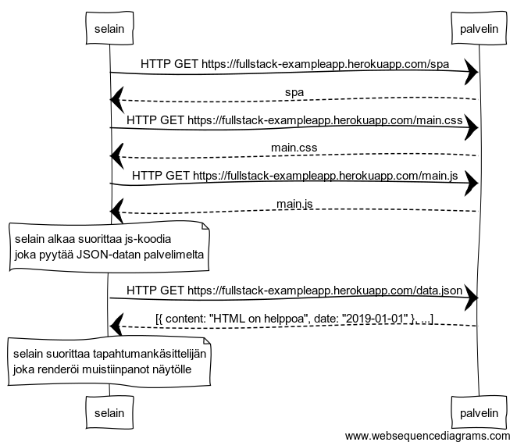 selain
palvelin
HTTP GET https://fullstack-exampleapp.herokuapp.com/spa
spa
HTTP GET https://fullstack-exampleapp.herokuapp.com/main.css
main.css
HTTP GET https://fullstack-exampleapp.herokuapp.com/main.js
main.js
selain alkaa suorittaa js-koodia
joka pyytää JSON-datan palvelimelta
HTTP GET https://fullstack-exampleapp.herokuapp.com/data.json
[{ content: "HTML on helppoa", date: "2019-01-01" }, ...]
selain suorittaa tapahtumankäsittelijän
joka renderöi muistiinpanot näytölle
selain
palvelin
www.websequencediagrams.com